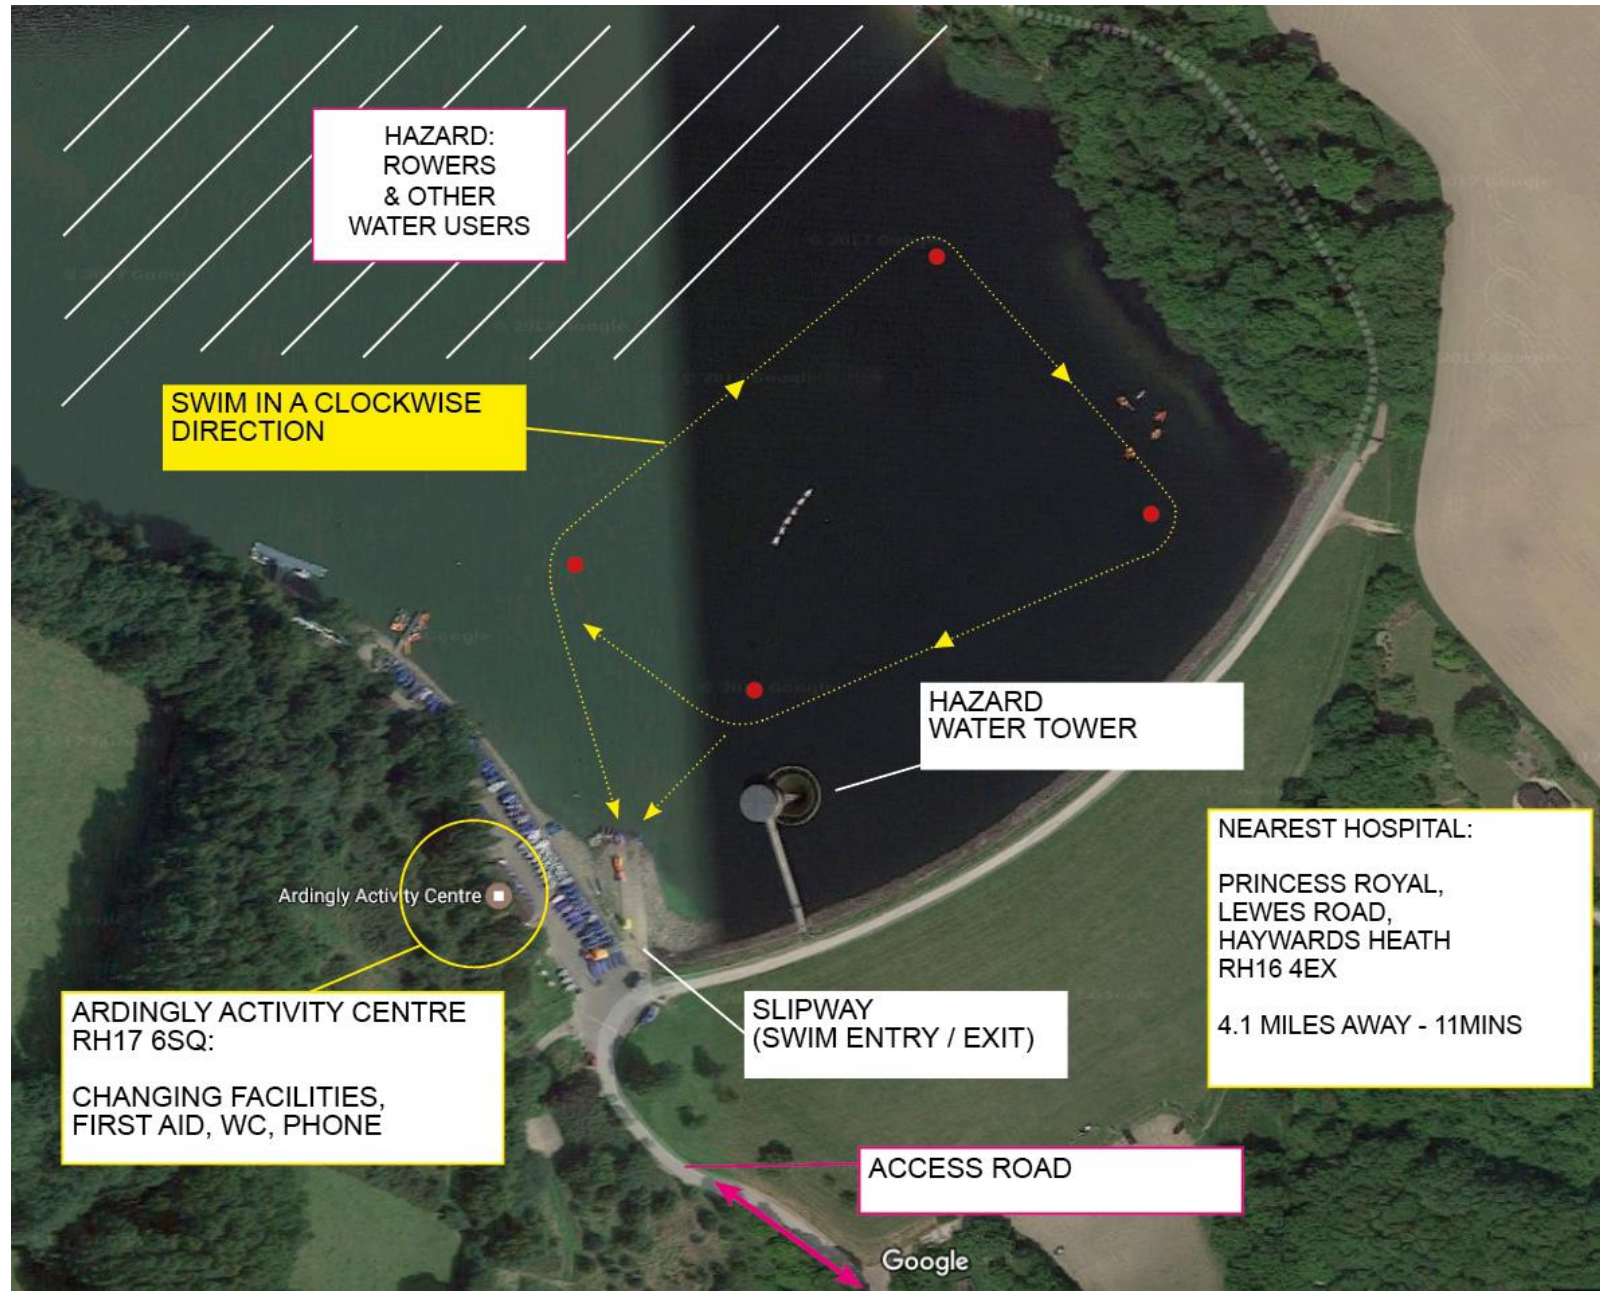 HAZARD:
ROWERS
& OTHER
WATER USERS
SWIM IN A CLOCKWISE
DIRECTION
HAZARD
WATER TOWER
NEAREST HOSPITAL:
PRINCESS ROYAL,
LEWES ROAD,
HAYWARDS HEATH
RH16 4EX
4.1 MILES AWAY - 11MINS
Ardingly Activity Centre
ARDINGLY ACTIVITY CENTRE
RH17 6SQ:
CHANGING FACILITIES,
FIRST AID, WC, PHONE
SLIPWAY
(SWIM ENTRY / EXIT)
ACCESS ROAD
Google